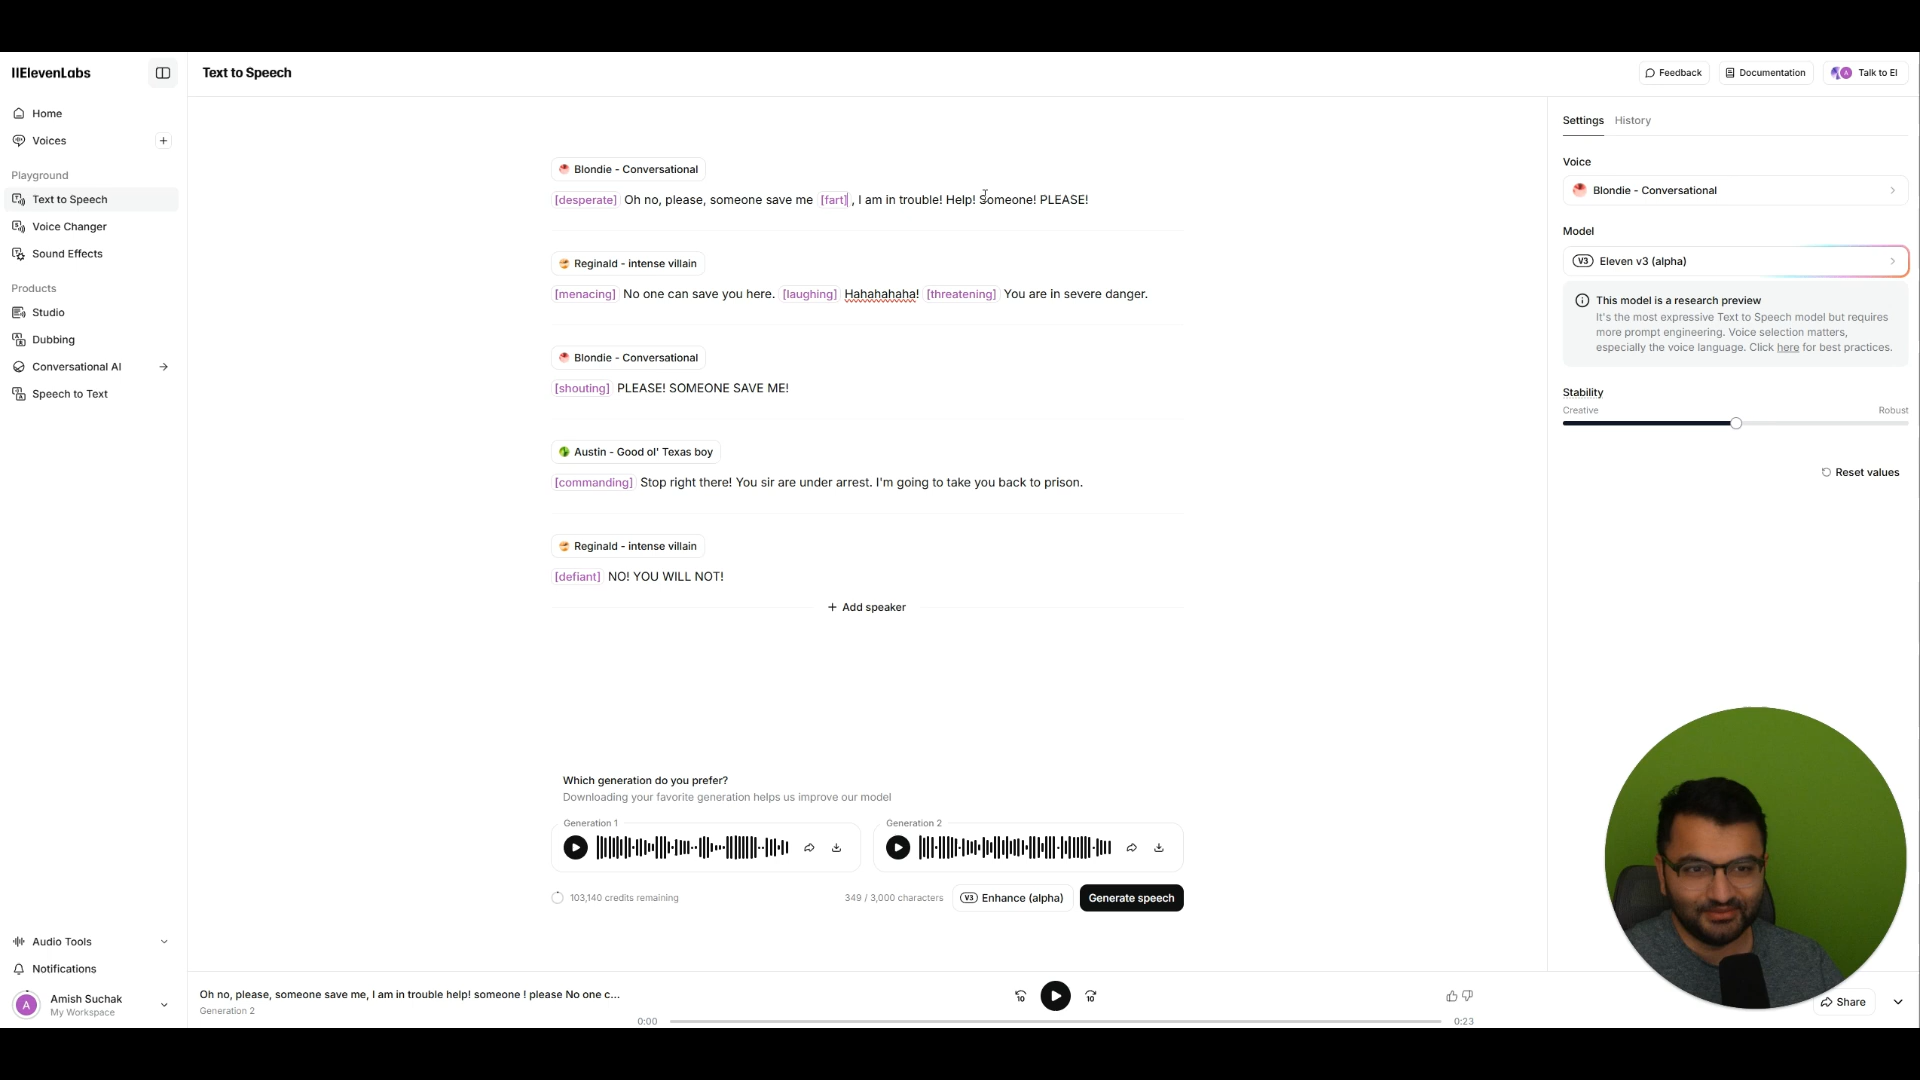 IIElevenLabs
Text to Speech
Feedback
Documentation
Talk to El
Home
Voices
Playground
Text to Speech
Voice Changer
Sound Effects
Products
Studio
Dubbing
Conversational AI
Speech to Text
Blondie - Conversational
[desperate] Oh no, please, someone save me [fart] , I am in trouble! Help! Someone! PLEASE!
Reginald - intense villain
[menacing] No one can save you here. [laughing] Hahahahaha! [threatening] You are in severe danger.
Blondie - Conversational
[shouting] PLEASE! SOMEONE SAVE ME!
Austin - Good ol' Texas boy
[commanding] Stop right there! You sir are under arrest. I'm going to take you back to prison.
Reginald - intense villain
[defiant] NO! YOU WILL NOT!
Add speaker
Settings History
Voice
Blondie - Conversational
Model
V3 Eleven v3 (alpha)
This model is a research preview
It's the most expressive Text to Speech model but requires
more prompt engineering. Voice selection matters,
especially the voice language. Click here for best practices.
Stability
Creative Robust
Reset values
Which generation do you prefer?
Downloading your favorite generation helps us improve our model
Generation 1
Generation 2
103,140 credits remaining
349 / 3,000 characters
V3 Enhance (alpha)
Generate speech
Audio Tools
Notifications
A
Amish Suchak
My Workspace
Oh no, please, someone save me, I am in trouble help! someone ! please No one c...
Generation 2
10
10
0:00
0:23
Share